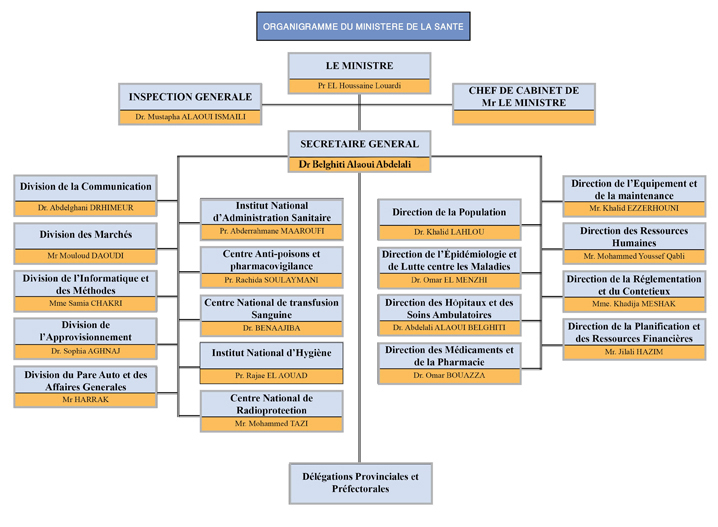 ORGANIGRAMME DU MINISTERE DE LA SANTE
LE MINISTRE
Pr EL Houssaine Louardi
INSPECTION GENERALE
Dr. Mustapha ALAOUI ISMAILI
CHEF DE CABINET DE
Mr LE MINISTRE
SECRETAIRE GENERAL
Dr Belghiti Alaoui Abdelali
Division de la Communication
Dr. Abdelghani DRHIMEUR
Division des Marchés
Mr Mouloud DAOUDI
Division de l'Informatique et
des Méthodes
Mme Samia CHAKRI
Division de
l'Approvisionnement
Dr. Sophia AGHNAJ
Division du Parc Auto et des
Affaires Generales
Mr HARRAK
Institut National
d'Administration Sanitaire
Pr. Abderrahmane MAAROUFI
Centre Anti-poisons et
pharmacovigilance
Pr. Rachida SOULAYMANI
Centre National de transfusion
Sanguine
Dr. BENAAJIBA
Institut National d'Hygiène
Pr. Rajae EL AOUAD
Centre National de
Radioprotection
Mr. Mohammed TAZI
Direction de la Population
Dr. Khalid LAHLOU
Direction de l'Épidémiologie et
de Lutte centre les Maladies
Dr. Omar EL MENZHI
Direction des Hôpitaux et des
Soins Ambulatoires
Dr. Abdelali ALAOUI BELGHITI
Direction des Médicaments et
de la Pharmacie
Dr. Omar BOUAZZA
Direction de l'Equipement et
de la maintenance
Mr. Khalid EZZERHOUNI
Direction des Ressources
Humaines
Mr. Mohammed Youssef Qabli
Direction de la Réglementation
et du Contetieux
Mme. Khadija MESHAK
Direction de la Planification et
des Ressources Financières
Mr. Jilali HAZIM
Délégations Provinciales et
Préfectorales